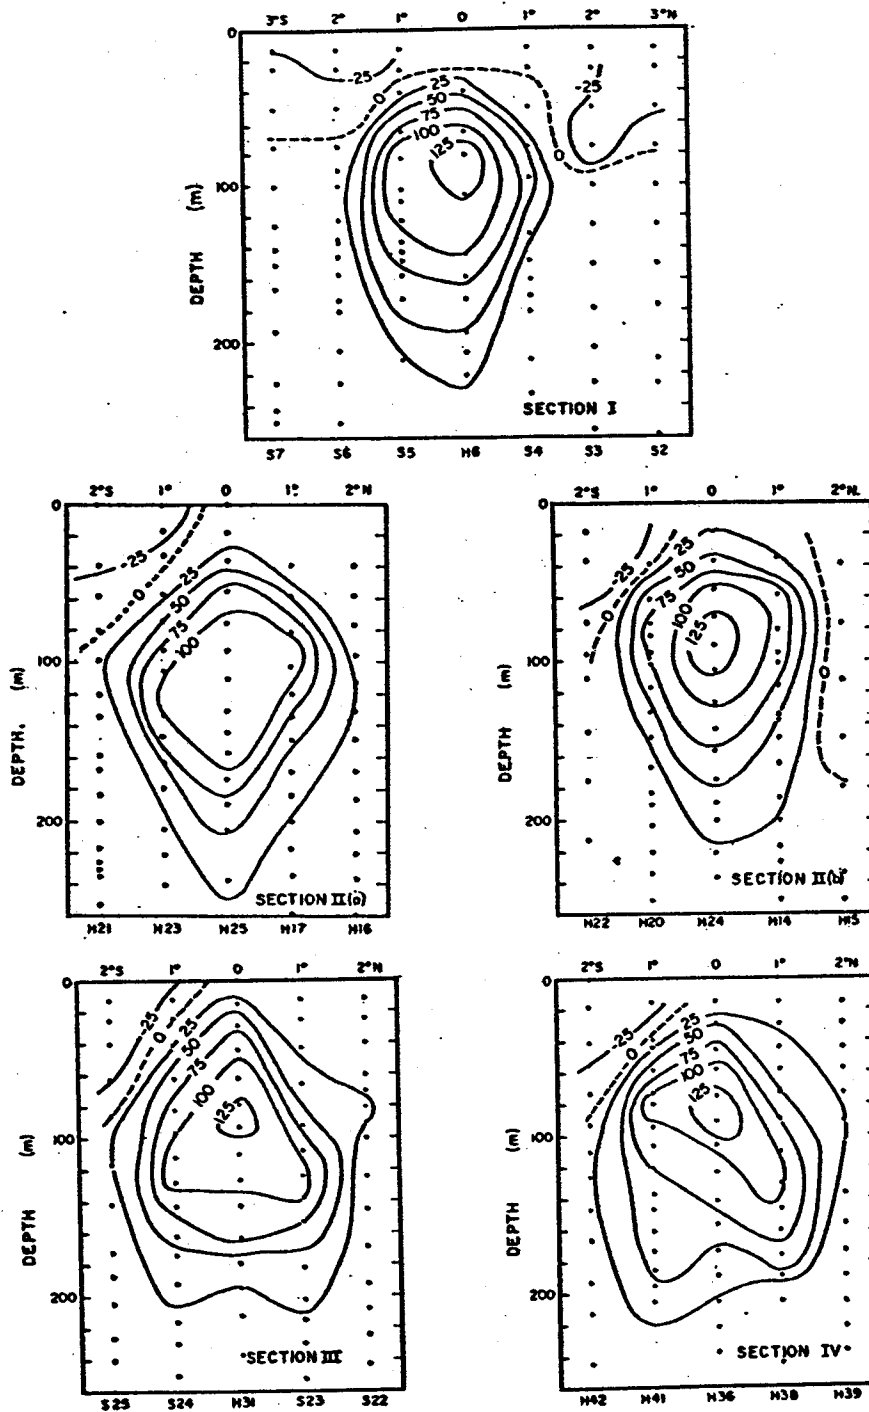 3°S 2° 1° 0 1° 2° 3°N
0
-25
-25
0
25
50
75
100
125
0
100
200
DEPTH (m)
SECTION I
S7 S6 S5 H6 S4 S3 S2
2°S 1° 0 1° 2°N
0
-25
0
25
50
75
100
100
200
DEPTH. (m)
SECTION II(a)
H21 H23 H25 H17 H16
2°S 1° 0 1° 2°N.
0
-25
0
25
50
75
100
125
0
100
200
DEPTH (m)
SECTION II(b)
H22 H20 H24 H14 H15
2°S 1° 0 1° 2°N
0
-25
0
25
50
75
100
125
100
200
DEPTH (m)
SECTION III
S25 S24 H31 S23 S22
2°S 1° 0 1° 2°N
0
-25
0
25
50
75
100
125
100
200
DEPTH (m)
SECTION IV
H42 H41 H36 H38 H39